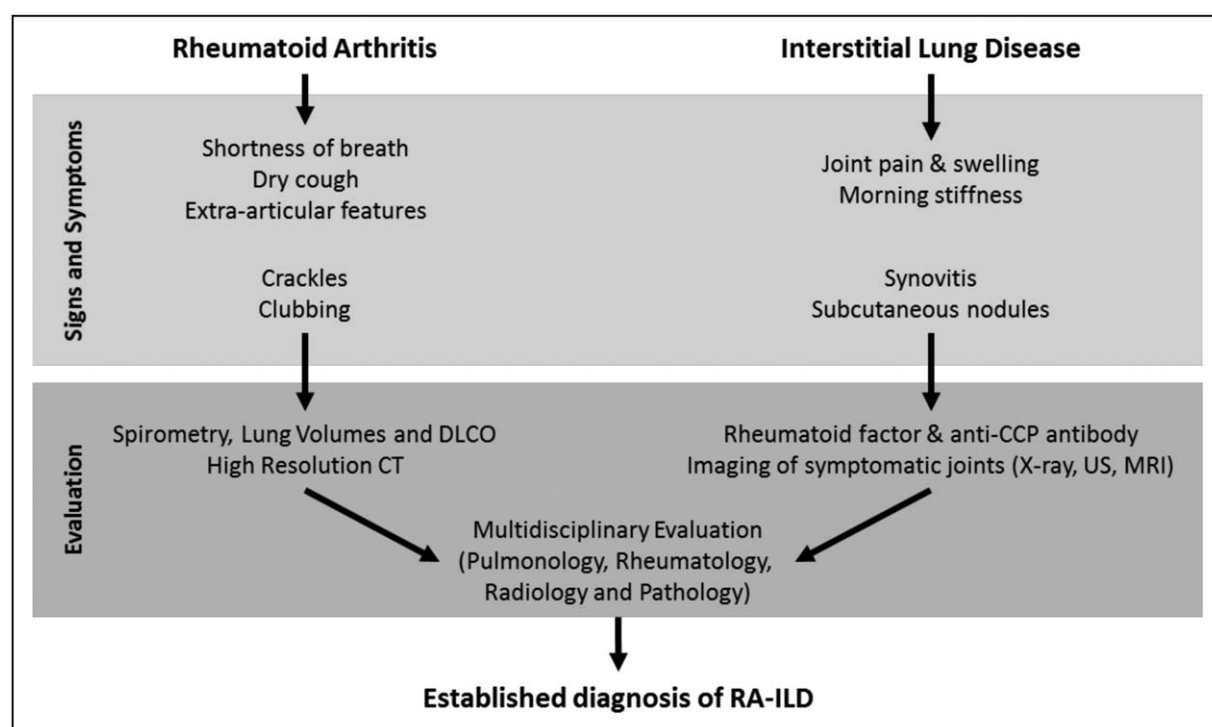 Rheumatoid Arthritis
Interstitial Lung Disease
Signs and Symptoms
Shortness of breath
Dry cough
Extra-articular features
Crackles
Clubbing
Joint pain & swelling
Morning stiffness
Synovitis
Subcutaneous nodules
Evaluation
Spirometry, Lung Volumes and DLCO
High Resolution CT
Rheumatoid factor & anti-CCP antibody
Imaging of symptomatic joints (X-ray, US, MRI)
Multidisciplinary Evaluation
(Pulmonology, Rheumatology,
Radiology and Pathology)
Established diagnosis of RA-ILD